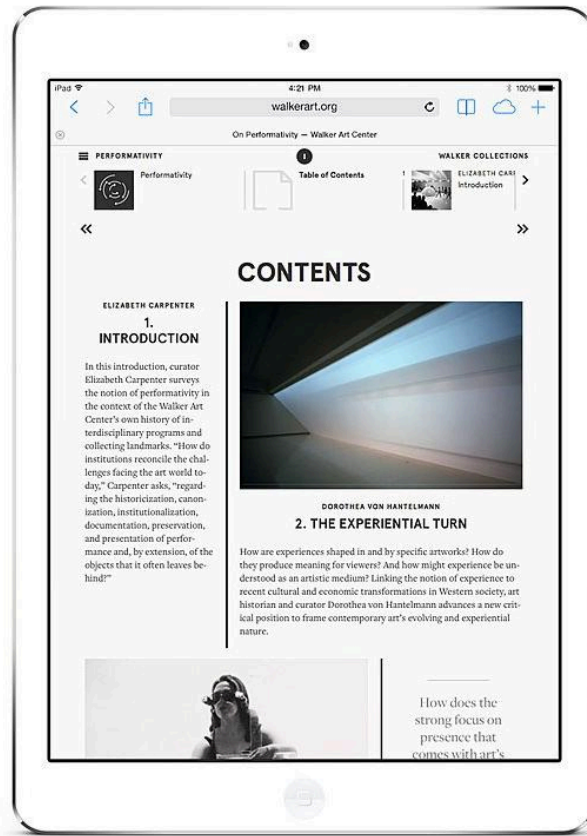 iPad
4:21 PM
100%
walkerart.org
On Performativity — Walker Art Center
PERFORMATIVITY
WALKER COLLECTIONS
Performativity
Table of Contents
1
ELIZABETH CAR
Introduction
CONTENTS
ELIZABETH CARPENTER
1.
INTRODUCTION
In this introduction, curator
Elizabeth Carpenter surveys
the notion of performativity in
the context of the Walker Art
Center's own history of in-
terdisciplinary programs and
collecting landmarks. “How do
institutions reconcile the chal-
lenges facing the art world to-
day,” Carpenter asks, “regard-
ing the historicization, canon-
ization, institutionalization,
documentation, preservation,
and presentation of perfor-
mance and, by extension, of the
objects that it often leaves be-
hind?”
DOROTHEA VON HANTELMANN
2. THE EXPERIENTIAL TURN
How are experiences shaped in and by specific artworks? How do
they produce meaning for viewers? And how might experience be un-
derstood as an artistic medium? Linking the notion of experience to
recent cultural and economic transformations in Western society, art
historian and curator Dorothea von Hantelmann advances a new crit-
ical position to frame contemporary art's evolving and experiential
nature.
How does the
strong focus on
presence that
comes with art's